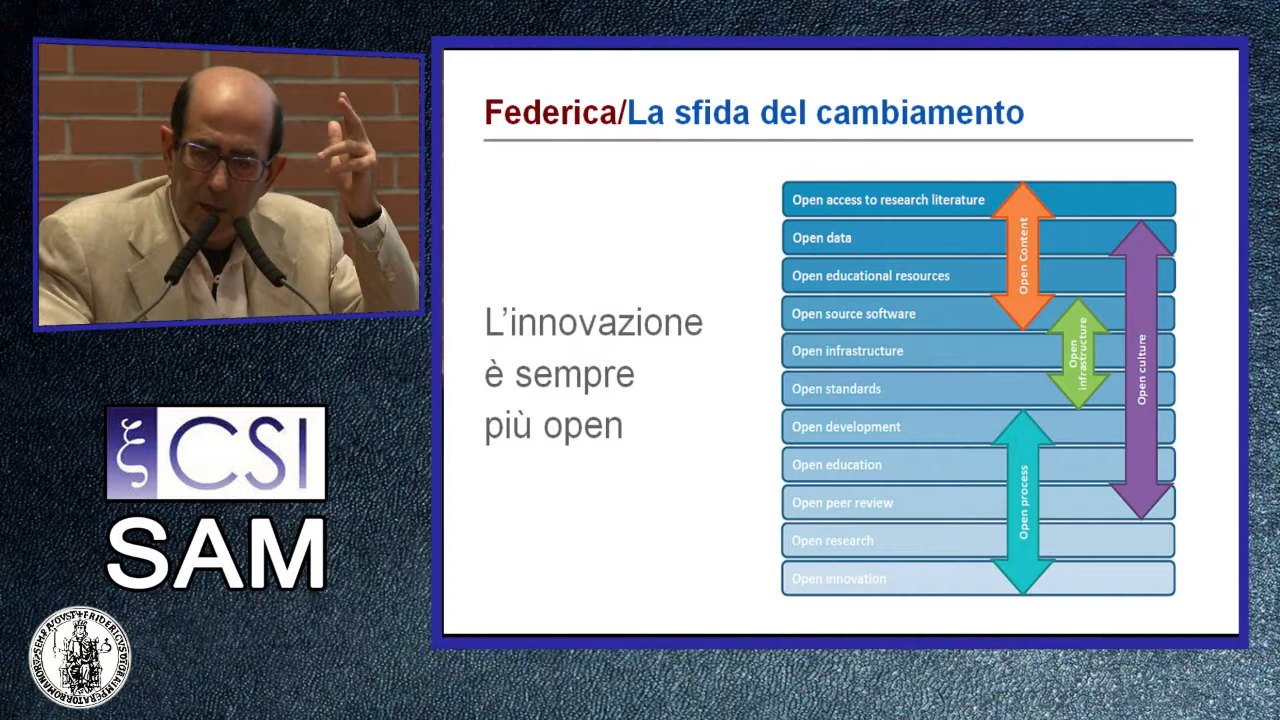 Federica/La sfida del cambiamento
L'innovazione
è sempre
più open
Open access to research literature
Open data
Open educational resources
Open source software
Open infrastructure
Open standards
Open development
Open education
Open peer review
Open research
Open innovation
Open Content
Open
infrastructure
Open culture
Open process
ξCSI
SAM